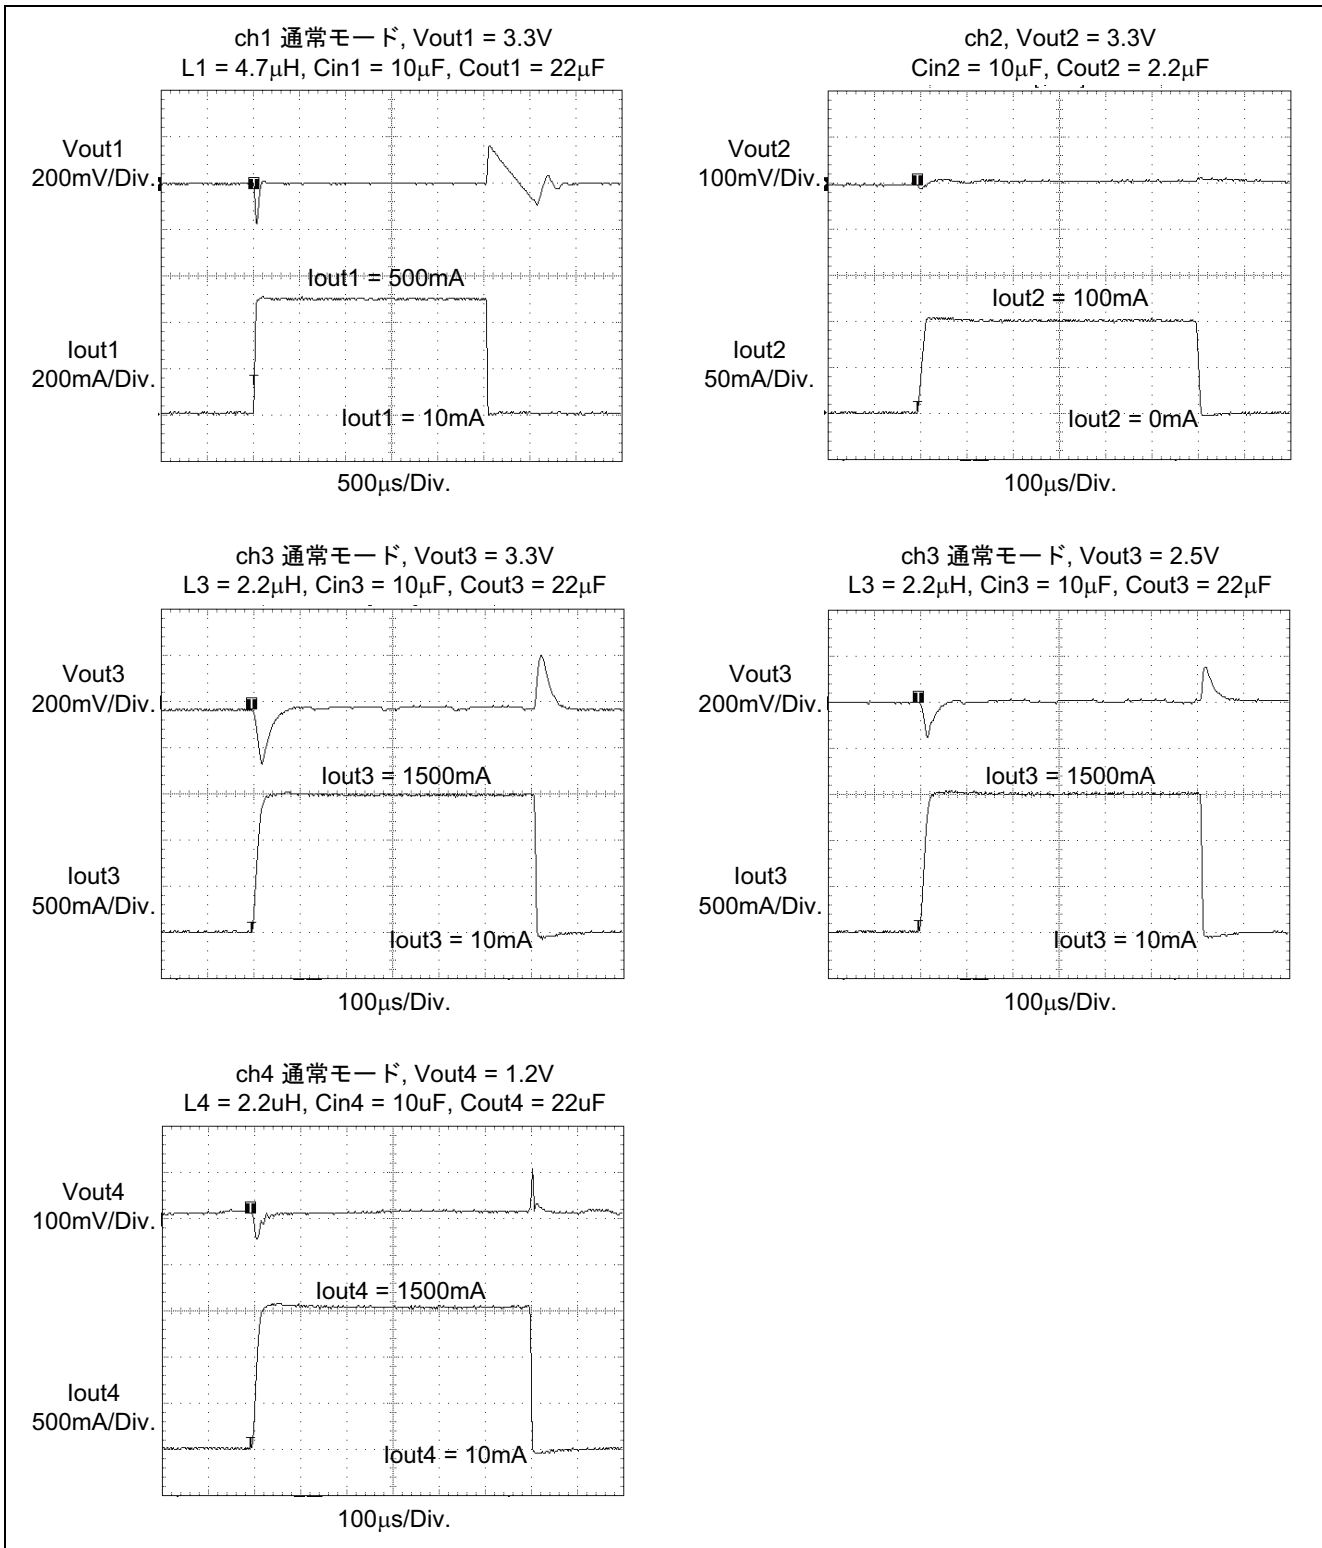 ch1 通常モード, Vout1 = 3.3V
L1 = 4.7μH, Cin1 = 10μF, Cout1 = 22μF
Vout1
200mV/Div.
Iout1 = 500mA
Iout1
200mA/Div.
Iout1 = 10mA
500μs/Div.
ch2, Vout2 = 3.3V
Cin2 = 10μF, Cout2 = 2.2μF
Vout2
100mV/Div.
Iout2 = 100mA
Iout2
50mA/Div.
Iout2 = 0mA
100μs/Div.
ch3 通常モード, Vout3 = 3.3V
L3 = 2.2μH, Cin3 = 10μF, Cout3 = 22μF
Vout3
200mV/Div.
Iout3 = 1500mA
Iout3
500mA/Div.
Iout3 = 10mA
100μs/Div.
ch3 通常モード, Vout3 = 2.5V
L3 = 2.2μH, Cin3 = 10μF, Cout3 = 22μF
Vout3
200mV/Div.
Iout3 = 1500mA
Iout3
500mA/Div.
Iout3 = 10mA
100μs/Div.
ch4 通常モード, Vout4 = 1.2V
L4 = 2.2uH, Cin4 = 10uF, Cout4 = 22uF
Vout4
100mV/Div.
Iout4 = 1500mA
Iout4
500mA/Div.
Iout4 = 10mA
100μs/Div.